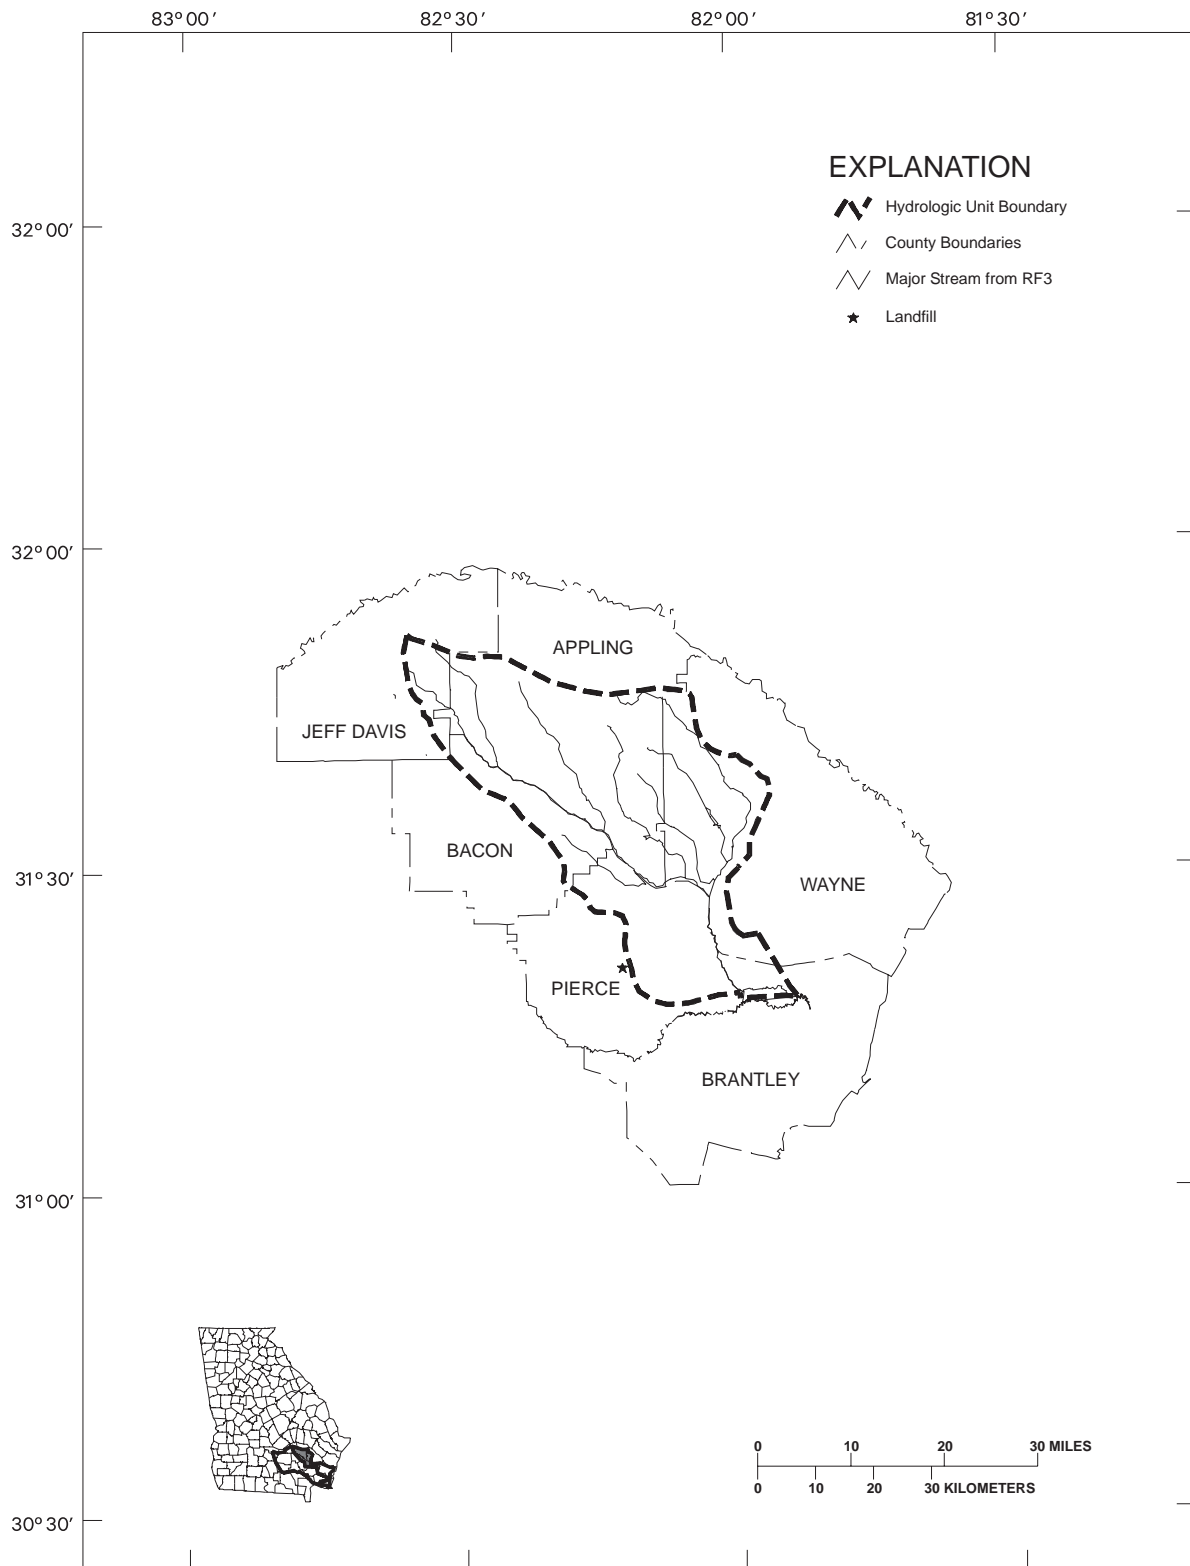 83°00′ 82°30′ 82°00′ 81°30′
EXPLANATION
Hydrologic Unit Boundary
County Boundaries
Major Stream from RF3
Landfill
32°00′
32°00′
APPLING
JEFF DAVIS
BACON
31°30′
WAYNE
PIERCE
BRANTLEY
31°00′
0 10 20 30 MILES
0 10 20 30 KILOMETERS
30°30′